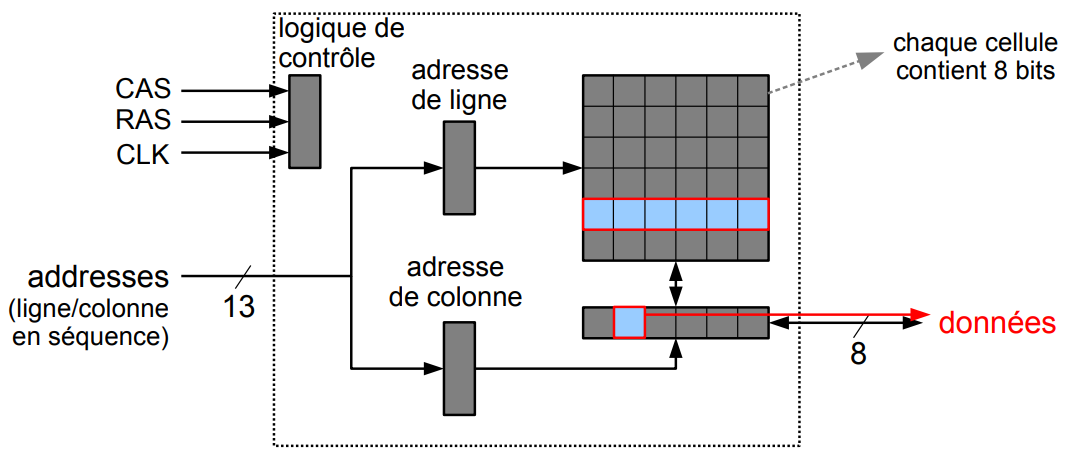 logique de
contrôle
chaque cellule
contient 8 bits
adresse
de ligne
CAS
RAS
CLK
addresses
(ligne/colonne
en séquence)
13
adresse
de colonne
données
8